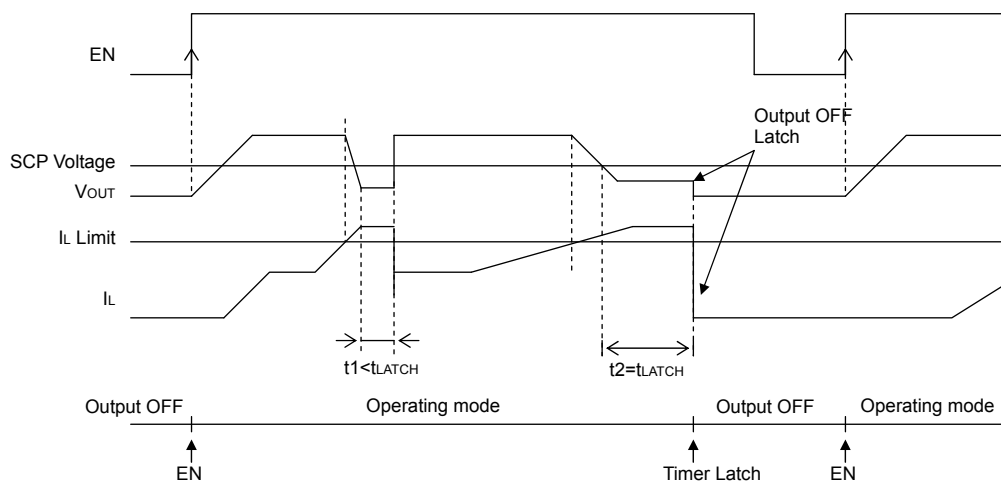 EN
Output OFF
Latch
SCP Voltage
VOUT
IL Limit
IL
t1<tLATCH
t2=tLATCH
Output OFF
Operating mode
Output OFF
Operating mode
EN
Timer Latch
EN